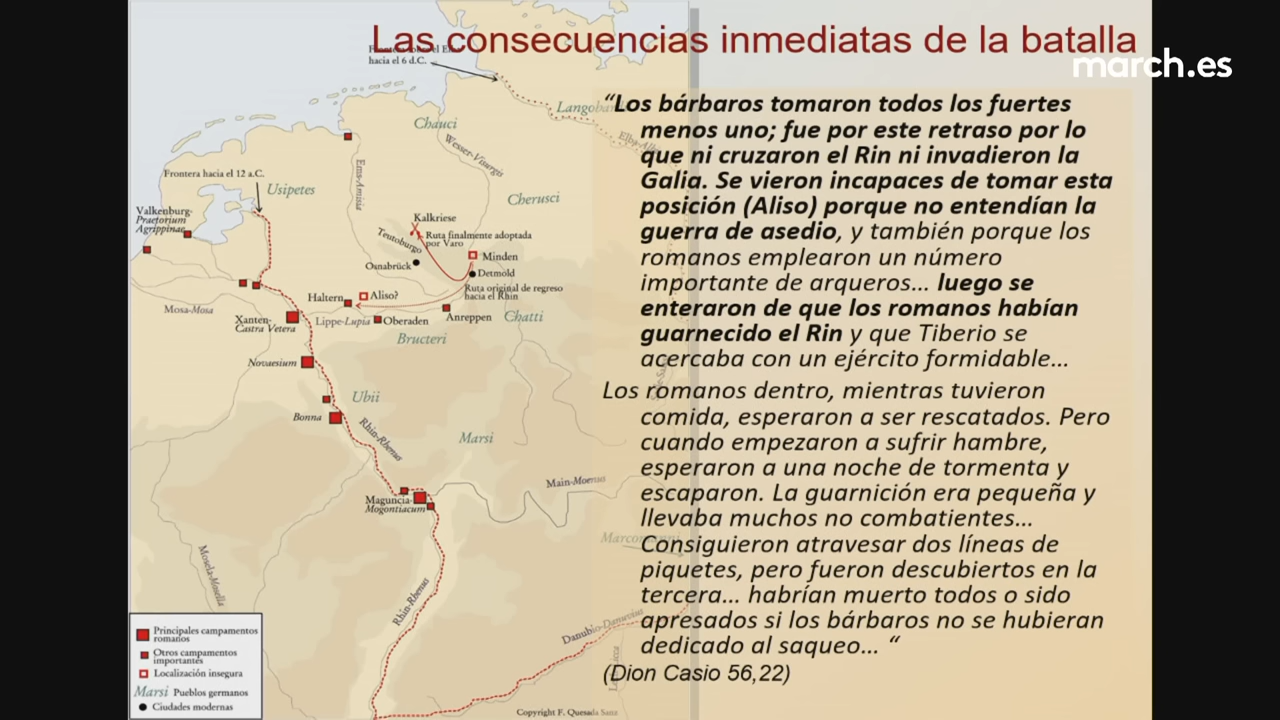 Las consecuencias inmediatas de la batalla
march.es
“Los bárbaros tomaron todos los fuertes
menos uno; fue por este retraso por lo
que ni cruzaron el Rin ni invadieron la
Galia. Se vieron incapaces de tomar esta
posición (Aliso) porque no entendían la
guerra de asedio, y también porque los
romanos emplearon un número
importante de arqueros… luego se
enteraron de que los romanos habían
guarnecido el Rin y que Tiberio se
acercaba con un ejército formidable…
Los romanos dentro, mientras tuvieron
comida, esperaron a ser rescatados. Pero
cuando empezaron a sufrir hambre,
esperaron a una noche de tormenta y
escaparon. La guarnición era pequeña y
llevaba muchos no combatientes…
Consiguieron atravesar dos líneas de
piquetes, pero fueron descubiertos en la
tercera… habrían muerto todos o sido
apresados si los bárbaros no se hubieran
dedicado al saqueo… “
(Dion Casio 56,22)
hacia el 6 d.C.
Chauci
Wesser-Visurgis
Ems-Amisia
Frontera hacia el 12 a.C.
Usipetes
Cherusci
Valkenburg-
Praetorium
Agrippinae
Kalkriese
Ruta finalmente adoptada
por Varo
Teutoburgo
Osnabrück
Minden
Detmold
Ruta original de regreso
hacia el Rhin
Haltern
Aliso?
Mosa-Mosa
Xanten-
Castra Vetera
Lippe-Lupia
Oberaden
Anreppen
Chatti
Bructeri
Novaesium
Ubii
Bonna
Rhin-Rhenus
Marsi
Main-Moenus
Maguncia-
Mogontiacum
Marcomanni
Mosela-Mosella
Rhin-Rhenus
Danubio-Danuvius
Principales campamentos
romanos
Otros campamentos
importantes
Localización insegura
Marsi Pueblos germanos
Ciudades modernas
Copyright F. Quesada Sanz